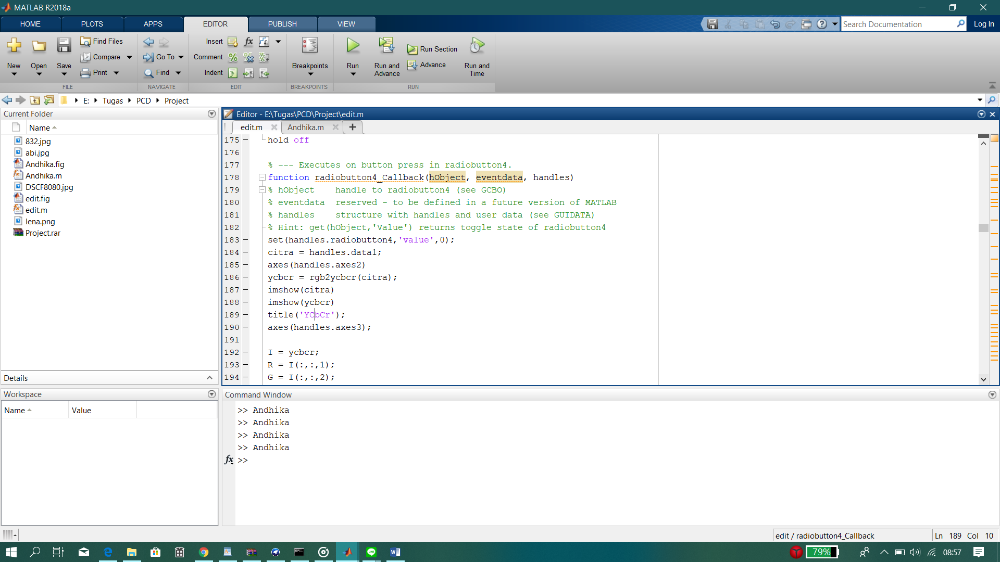 MATLAB R2018a
HOME PLOTS APPS EDITOR PUBLISH VIEW
Search Documentation
Log In
New Open Save
Find Files
Compare
Print
Go To
Find
Insert
fx
Comment
Indent
Breakpoints
Run
Run and Advance
Run Section
Advance
Run and Time
FILE NAVIGATE EDIT BREAKPOINTS RUN
E: Tugas PCD Project
Current Folder
Name
832.jpg
abi.jpg
Andhika.fig
Andhika.m
DSCF8080.jpg
edit.fig
edit.m
lena.png
Project.rar
Details
Workspace
Name Value
Editor - E:\Tugas\PCD\Project\edit.m
edit.m Andhika.m
175 hold off
176
177 % --- Executes on button press in radiobutton4.
178 function radiobutton4_Callback(hObject, eventdata, handles)
179 % hObject    handle to radiobutton4 (see GCBO)
180 % eventdata  reserved - to be defined in a future version of MATLAB
181 % handles    structure with handles and user data (see GUIDATA)
182 % Hint: get(hObject,'Value') returns toggle state of radiobutton4
183 set(handles.radiobutton4,'value',0);
184 citra = handles.data1;
185 axes(handles.axes2)
186 ycbcr = rgb2ycbcr(citra);
187 imshow(citra)
188 imshow(ycbcr)
189 title('YCbCr');
190 axes(handles.axes3);
191
192 I = ycbcr;
193 R = I(:,:,1);
194 G = I(:,:,2);
Command Window
>> Andhika
>> Andhika
>> Andhika
>> Andhika
fx >>
edit / radiobutton4_Callback
Ln 189 Col 10
79%
08:57